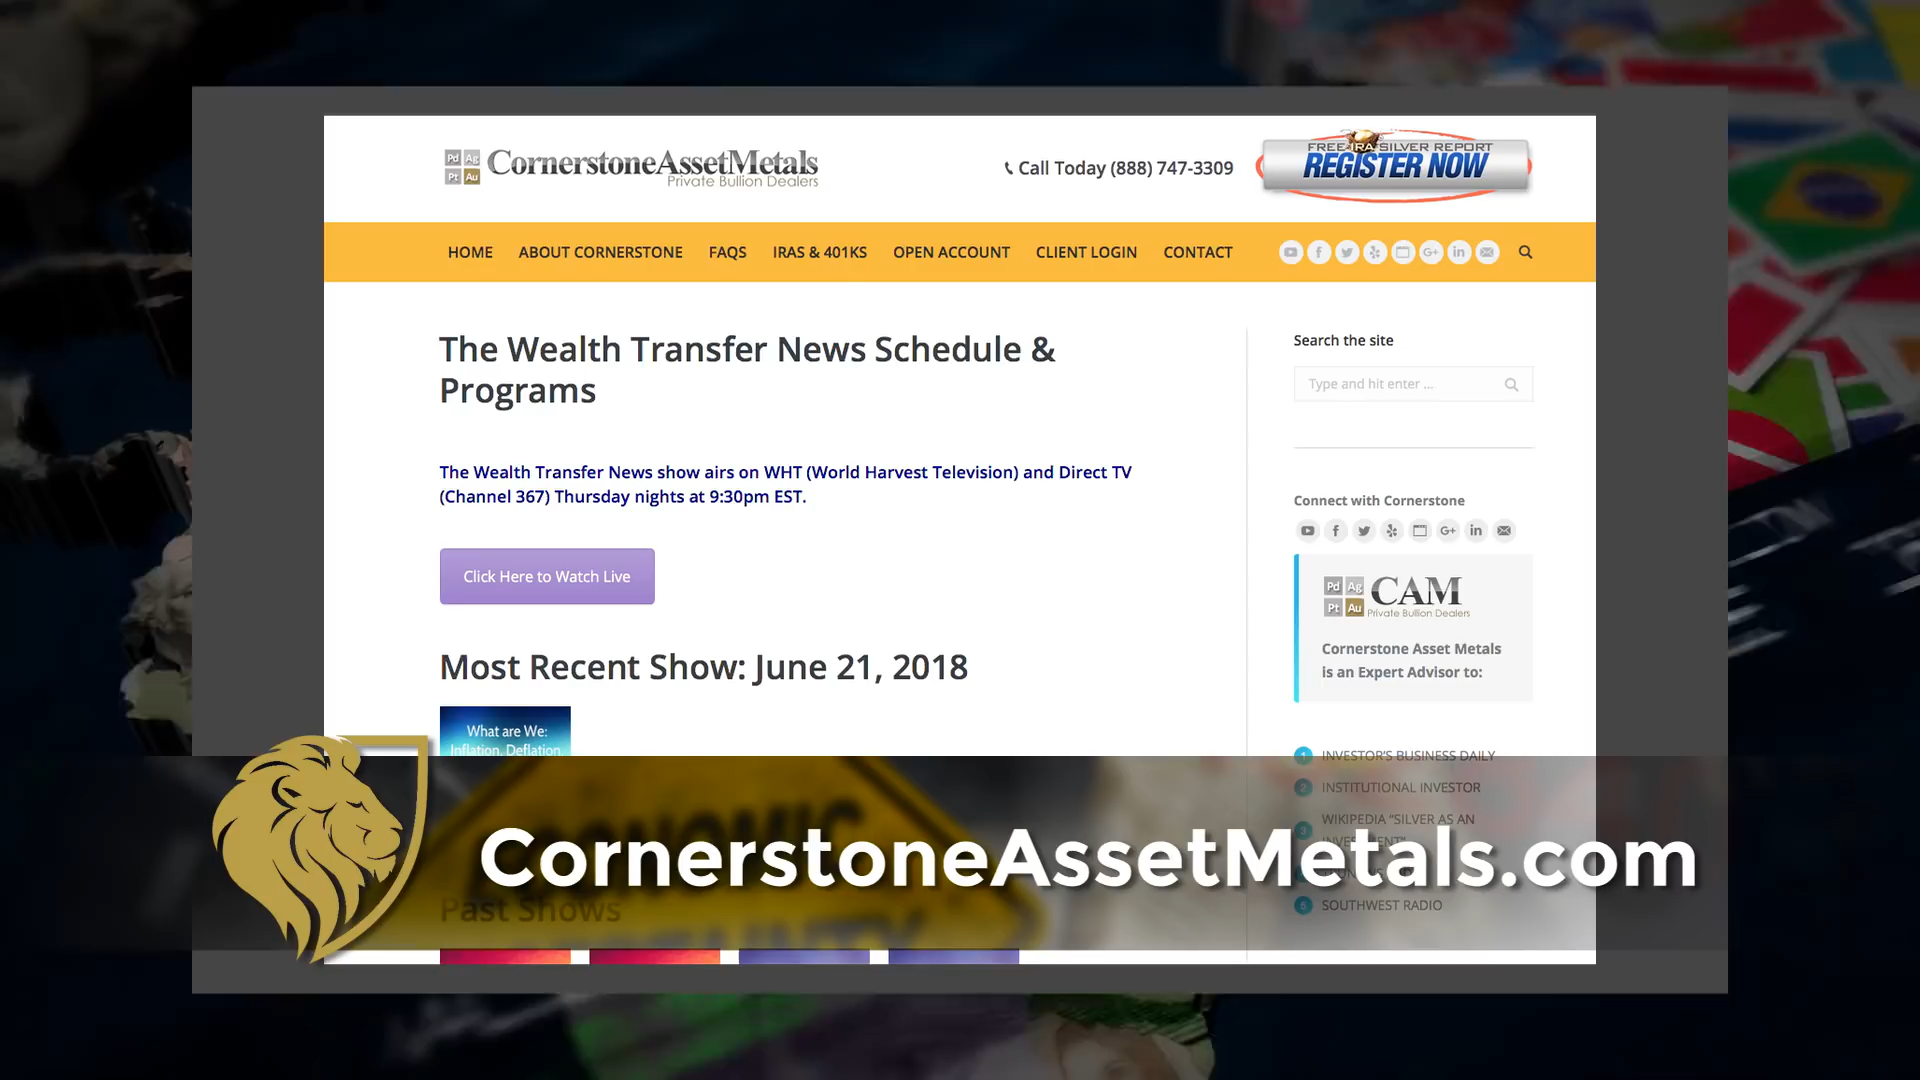 Pd Ag
Pt Au
CornerstoneAssetMetals
Private Bullion Dealers
Call Today (888) 747-3309
FREE IRA SILVER REPORT
REGISTER NOW
HOME ABOUT CORNERSTONE FAQS IRAS & 401KS OPEN ACCOUNT CLIENT LOGIN CONTACT
The Wealth Transfer News Schedule &
Programs
The Wealth Transfer News show airs on WHT (World Harvest Television) and Direct TV
(Channel 367) Thursday nights at 9:30pm EST.
Click Here to Watch Live
Most Recent Show: June 21, 2018
What are We:
Inflation, Deflation
Past Shows
Search the site
Type and hit enter ...
Connect with Cornerstone
Pd Ag
Pt Au
CAM
Private Bullion Dealers
Cornerstone Asset Metals
is an Expert Advisor to:
1 INVESTOR'S BUSINESS DAILY
2 INSTITUTIONAL INVESTOR
3 WIKIPEDIA "SILVER AS AN
5 SOUTHWEST RADIO
ECONOMIC
CornerstoneAssetMetals.com